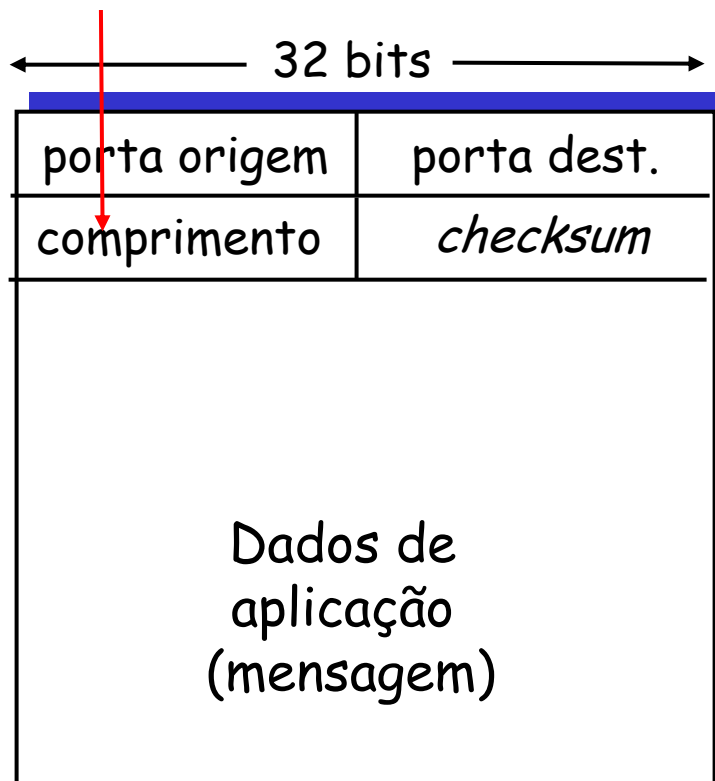 32 bits
porta origem porta dest.
comprimento checksum
Dados de
aplicação
(mensagem)